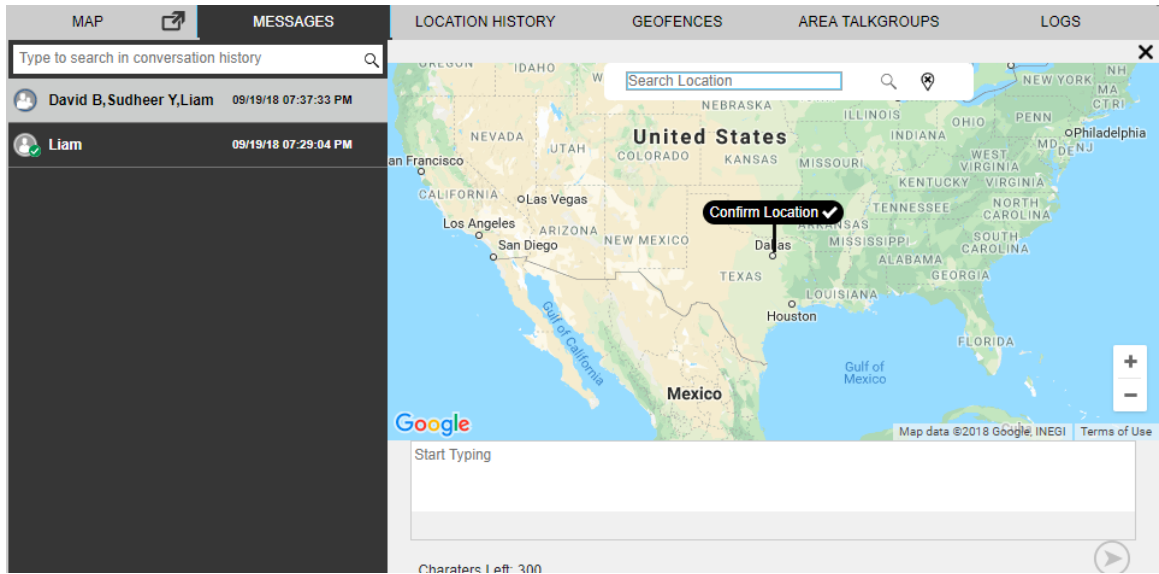 MAP
MESSAGES
LOCATION HISTORY
GEOFENCES
AREA TALKGROUPS
LOGS
Type to search in conversation history
David B,Sudheer Y,Liam 09/19/18 07:37:33 PM
Liam 09/19/18 07:29:04 PM
Search Location
OREGON
IDAHO
W
NEBRASKA
ILLINOIS
INDIANA
OHIO
PENN
NEW YORK
NH
MA
CT RI
Philadelphia
MD
DE NJ
NEVADA
UTAH
United States
COLORADO
KANSAS
MISSOURI
WEST
VIRGINIA
KENTUCKY
VIRGINIA
an Francisco
CALIFORNIA
Las Vegas
Confirm Location
TENNESSEE
NORTH
CAROLINA
Los Angeles
ARIZONA
NEW MEXICO
ARKANSAS
San Diego
Dallas
MISSISSIPPI
SOUTH
CAROLINA
ALABAMA
TEXAS
GEORGIA
LOUISIANA
Houston
Gulf of California
FLORIDA
Gulf of
Mexico
Mexico
+
−
Google
Cuba
Map data ©2018 Google, INEGI
Terms of Use
Start Typing
Charaters Left: 300